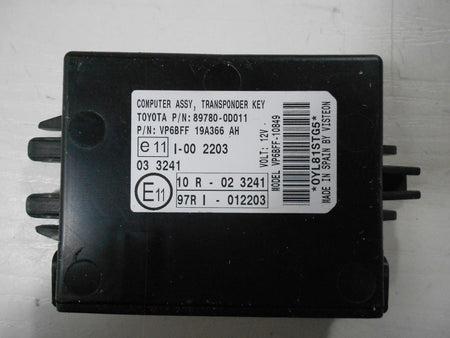 COMPUTER ASSY, TRANSPONDER KEY
TOYOTA P/N: 89780-0D011
P/N: VP6BFF 19A366 AH
e 11 I-00 2203
03 3241
E11
10 R - 02 3241
97R I - 012203
VOLT: 12V
MODEL VP6BFF-10849
*0YL81STG5*
MADE IN SPAIN BY VISTEON